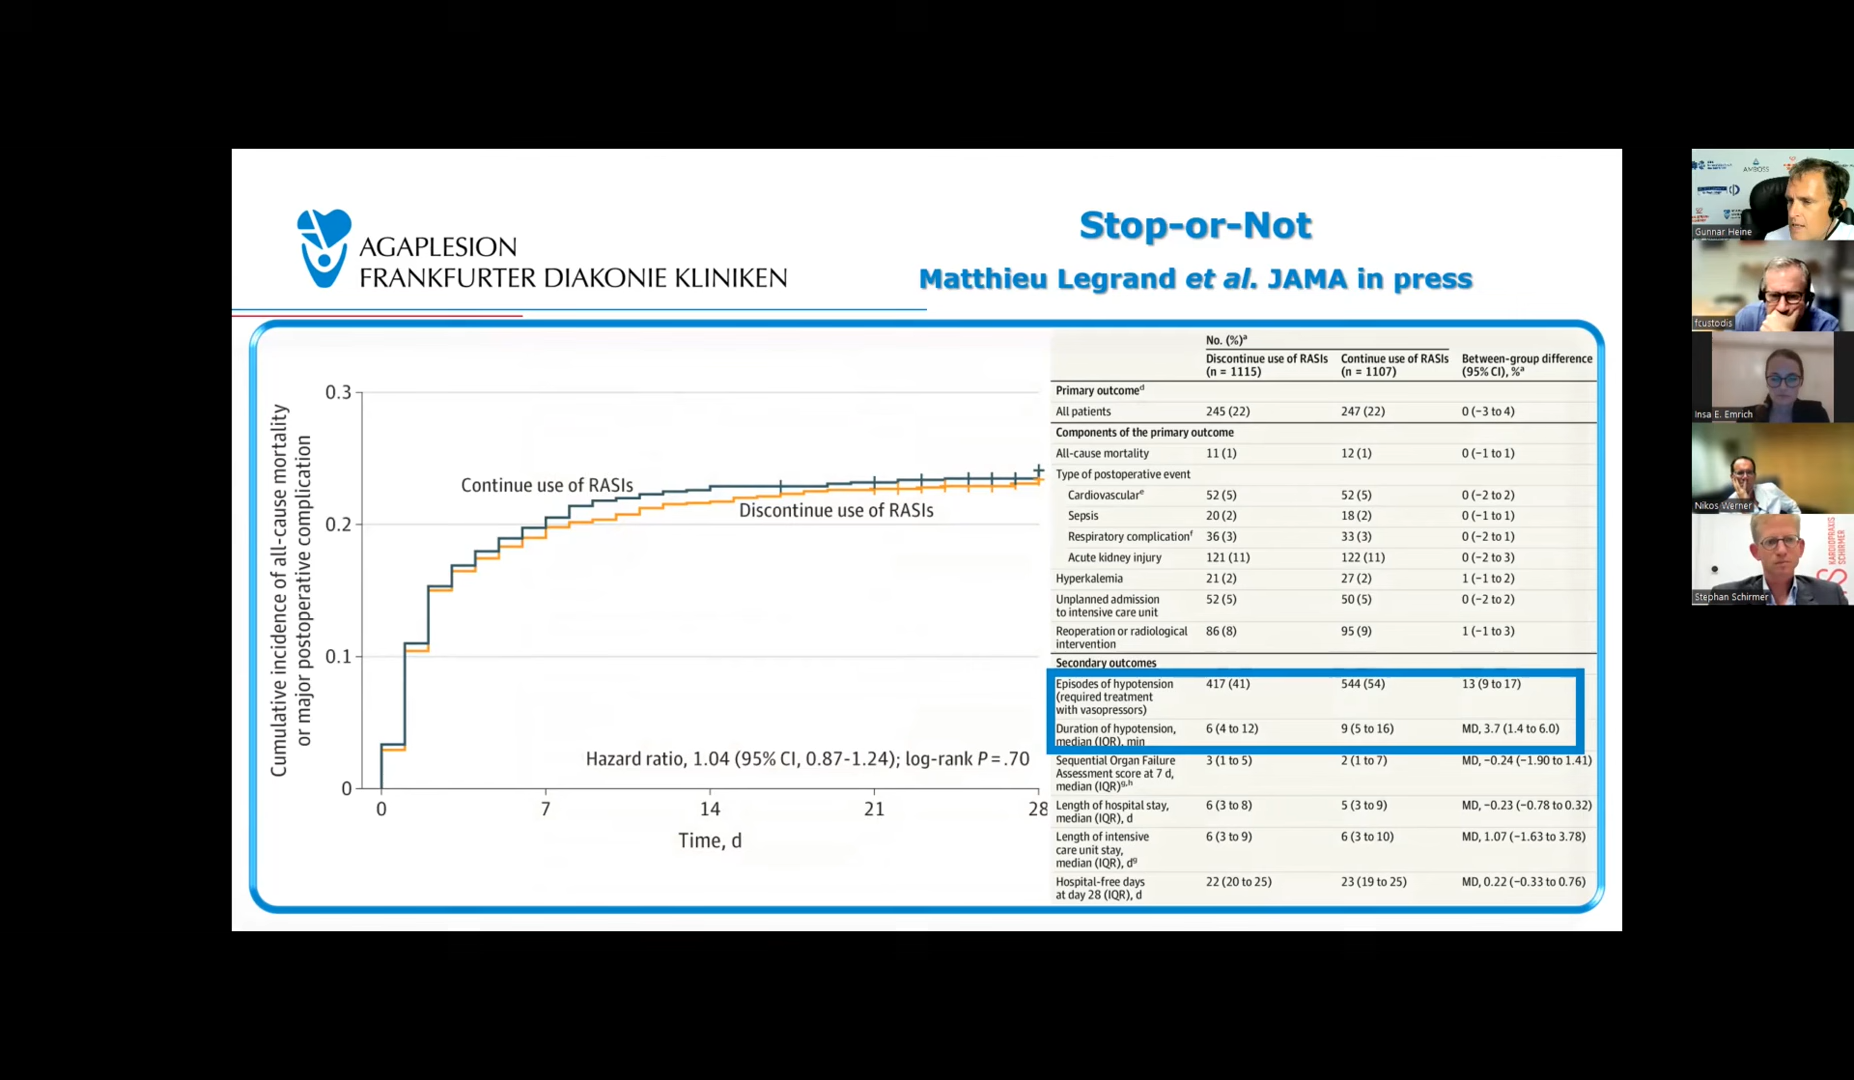 AGAPLESION
FRANKFURTER DIAKONIE KLINIKEN
Stop-or-Not
Matthieu Legrand et al. JAMA in press
Cumulative incidence of all-cause mortality
or major postoperative complication
0.3
0.2
0.1
0
Continue use of RASIs
Discontinue use of RASIs
Hazard ratio, 1.04 (95% CI, 0.87-1.24); log-rank P = .70
0 7 14 21 28
Time, d
No. (%)a
Discontinue use of RASIs Continue use of RASIs Between-group difference
(n = 1115) (n = 1107) (95% CI), %a
Primary outcomed
All patients 245 (22) 247 (22) 0 (−3 to 4)
Components of the primary outcome
All-cause mortality 11 (1) 12 (1) 0 (−1 to 1)
Type of postoperative event
Cardiovasculare 52 (5) 52 (5) 0 (−2 to 2)
Sepsis 20 (2) 18 (2) 0 (−1 to 1)
Respiratory complicationf 36 (3) 33 (3) 0 (−2 to 1)
Acute kidney injury 121 (11) 122 (11) 0 (−2 to 3)
Hyperkalemia 21 (2) 27 (2) 1 (−1 to 2)
Unplanned admission 52 (5) 50 (5) 0 (−2 to 2)
to intensive care unit
Reoperation or radiological 86 (8) 95 (9) 1 (−1 to 3)
intervention
Secondary outcomes
Episodes of hypotension 417 (41) 544 (54) 13 (9 to 17)
(required treatment
with vasopressors)
Duration of hypotension, 6 (4 to 12) 9 (5 to 16) MD, 3.7 (1.4 to 6.0)
median (IQR), min
Sequential Organ Failure 3 (1 to 5) 2 (1 to 7) MD, −0.24 (−1.90 to 1.41)
Assessment score at 7 d,
median (IQR)g,h
Length of hospital stay, 6 (3 to 8) 5 (3 to 9) MD, −0.23 (−0.78 to 0.32)
median (IQR), d
Length of intensive 6 (3 to 9) 6 (3 to 10) MD, 1.07 (−1.63 to 3.78)
care unit stay,
median (IQR), dg
Hospital-free days 22 (20 to 25) 23 (19 to 25) MD, 0.22 (−0.33 to 0.76)
at day 28 (IQR), d
AMBOSS
Gunnar Heine
fcustodis
Insa E. Emrich
Nikos Werner
KARDIOPRAXIS
SCHIRMER
Stephan Schirmer